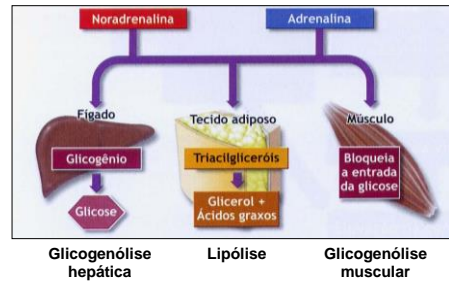 Noradrenalina
Adrenalina
Fígado
Tecido adiposo
Músculo
Glicogênio
Triacilgliceróis
Bloqueia
a entrada
da glicose
Glicose
Glicerol +
Ácidos graxos
Glicogenólise
hepática
Lipólise
Glicogenólise
muscular